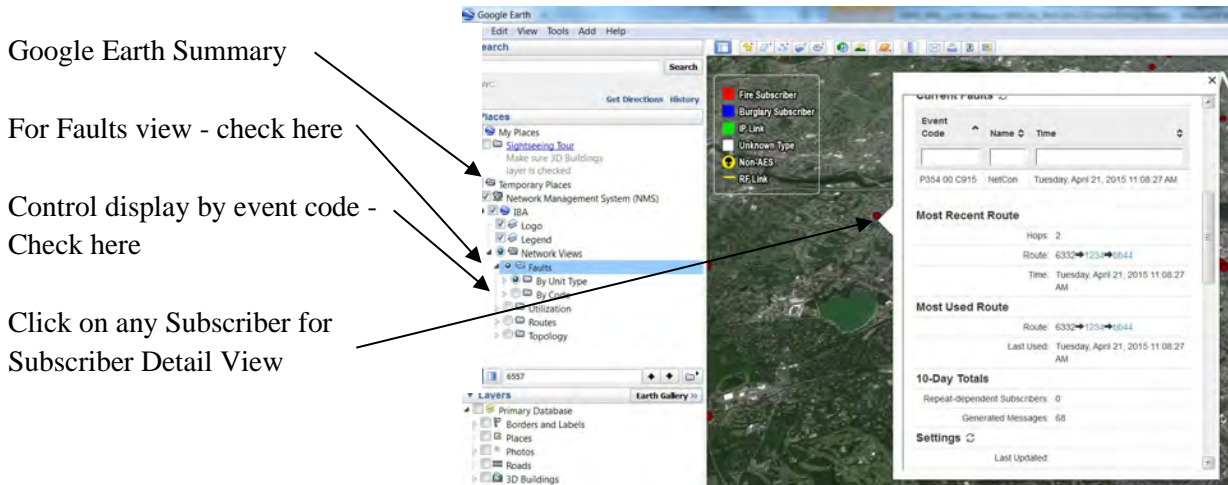 Google Earth Summary
For Faults view - check here
Control display by event code -
Check here
Click on any Subscriber for
Subscriber Detail View
Google Earth
Edit View Tools Add Help
earch
Search
Get Directions History
Places
My Places
Sightseeing Tour
Make sure 3D Buildings
layer is checked
Temporary Places
Network Management System (NMS)
IBA
Logo
Legend
Network Views
Faults
By Unit Type
By Code
Utilization
Routes
Topology
6557
Layers
Earth Gallery »
Primary Database
Borders and Labels
Places
Photos
Roads
3D Buildings
Fire Subscriber
Burglary Subscriber
IP Link
Unknown Type
Non-AES
RF Link
Current Faults
Event
Code Name Time
P354 00 C915 NetCon Tuesday, April 21, 2015 11:08:27 AM
Most Recent Route
Hops: 2
Route: 6332➔1234➔bb44
Time: Tuesday, April 21, 2015 11:08:27
AM
Most Used Route
Route: 6332➔1234➔bb44
Last Used: Tuesday, April 21, 2015 11:08:27
AM
10-Day Totals
Repeat-dependent Subscribers: 0
Generated Messages: 68
Settings
Last Updated: